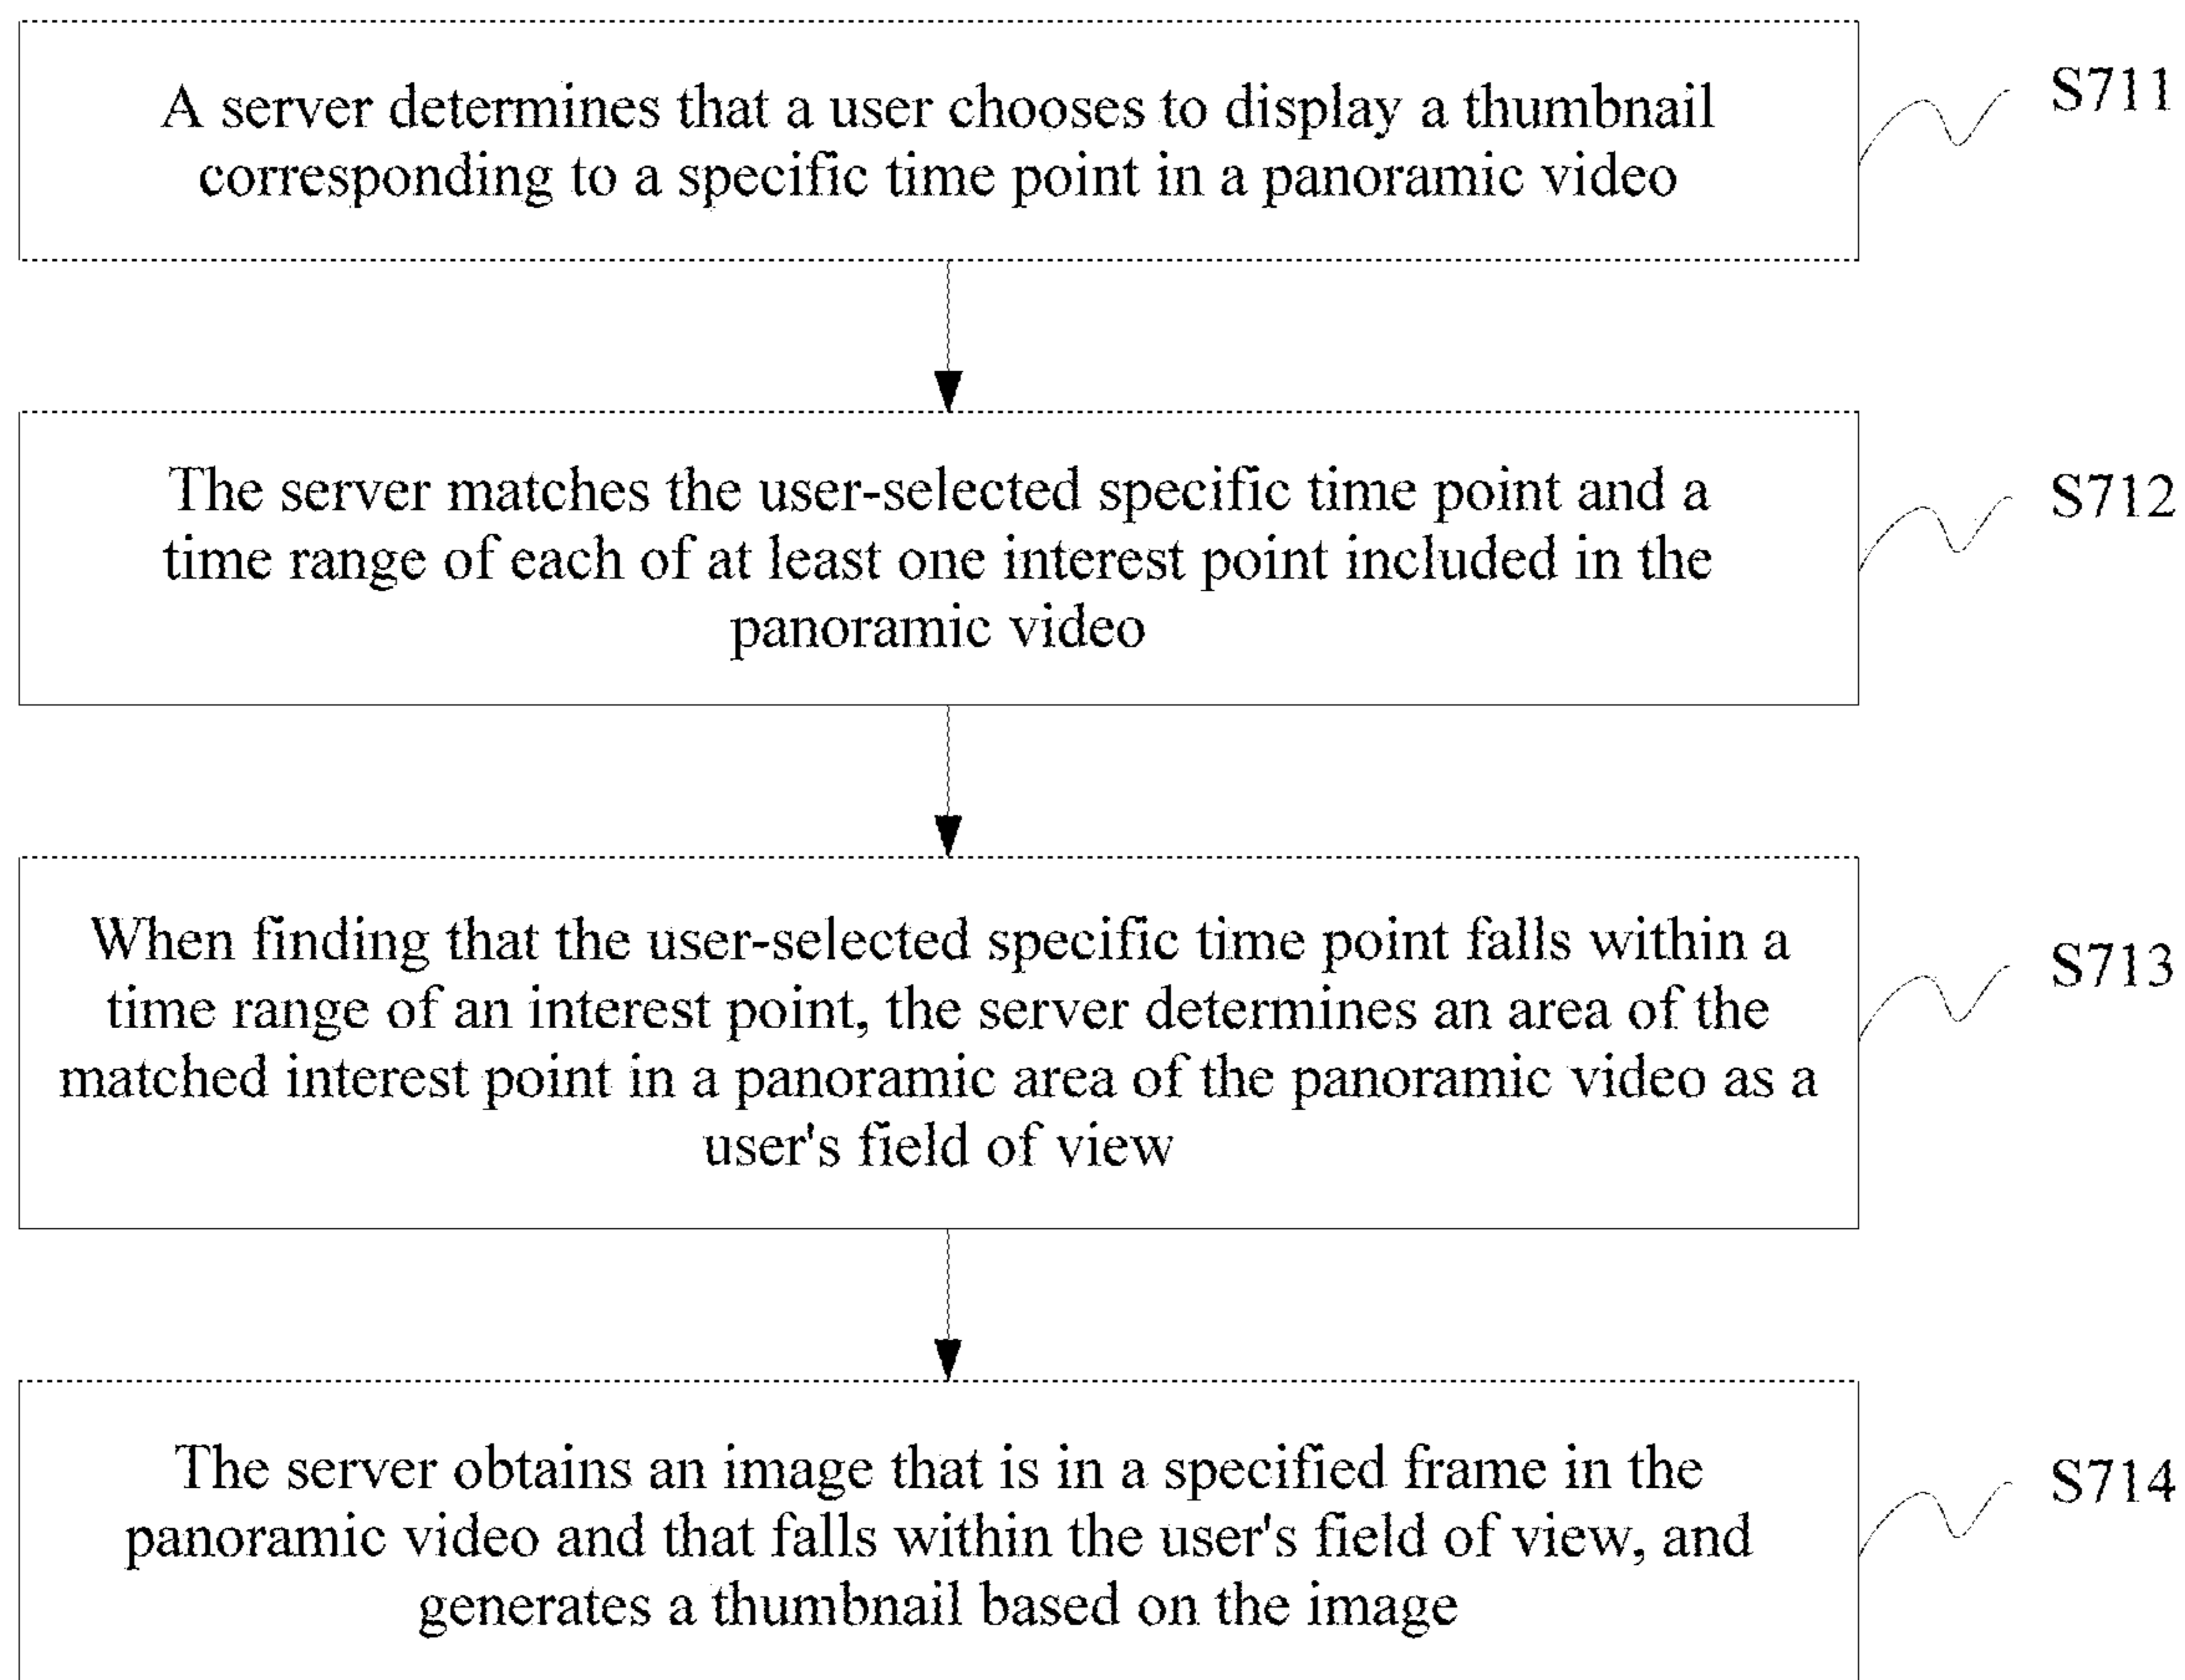 A server determines that a user chooses to display a thumbnail
corresponding to a specific time point in a panoramic video
S711
The server matches the user-selected specific time point and a
time range of each of at least one interest point included in the
panoramic video
S712
When finding that the user-selected specific time point falls within a
time range of an interest point, the server determines an area of the
matched interest point in a panoramic area of the panoramic video as a
user's field of view
S713
The server obtains an image that is in a specified frame in the
panoramic video and that falls within the user's field of view, and
generates a thumbnail based on the image
S714